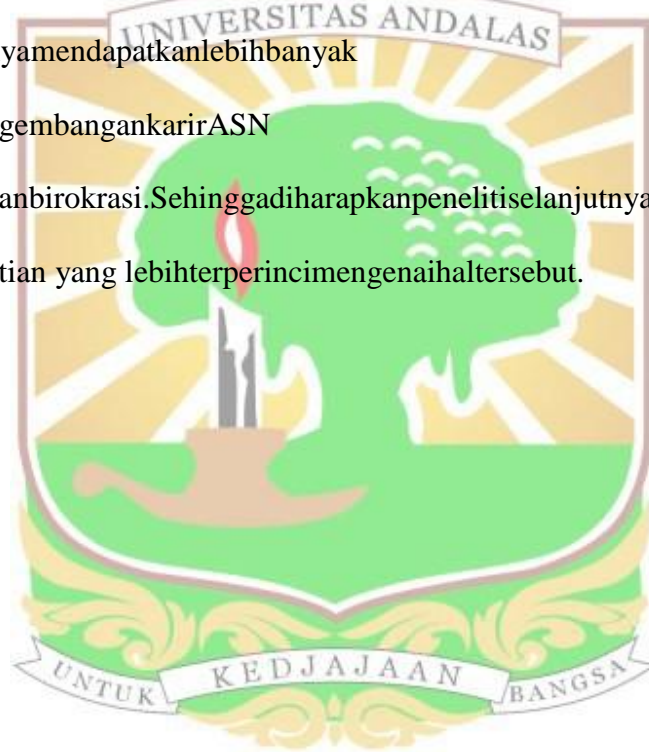 UNIVERSITAS ANDALAS
yamendapatkanlebihbanyak
gembangankarirASN
anbirokrasi.Sehinggadiharapkanpenelitiselanjutnya
tian yang lebihterperincimengenaihaltersebut.
UNTUK KEDJAJAAN BANGSA